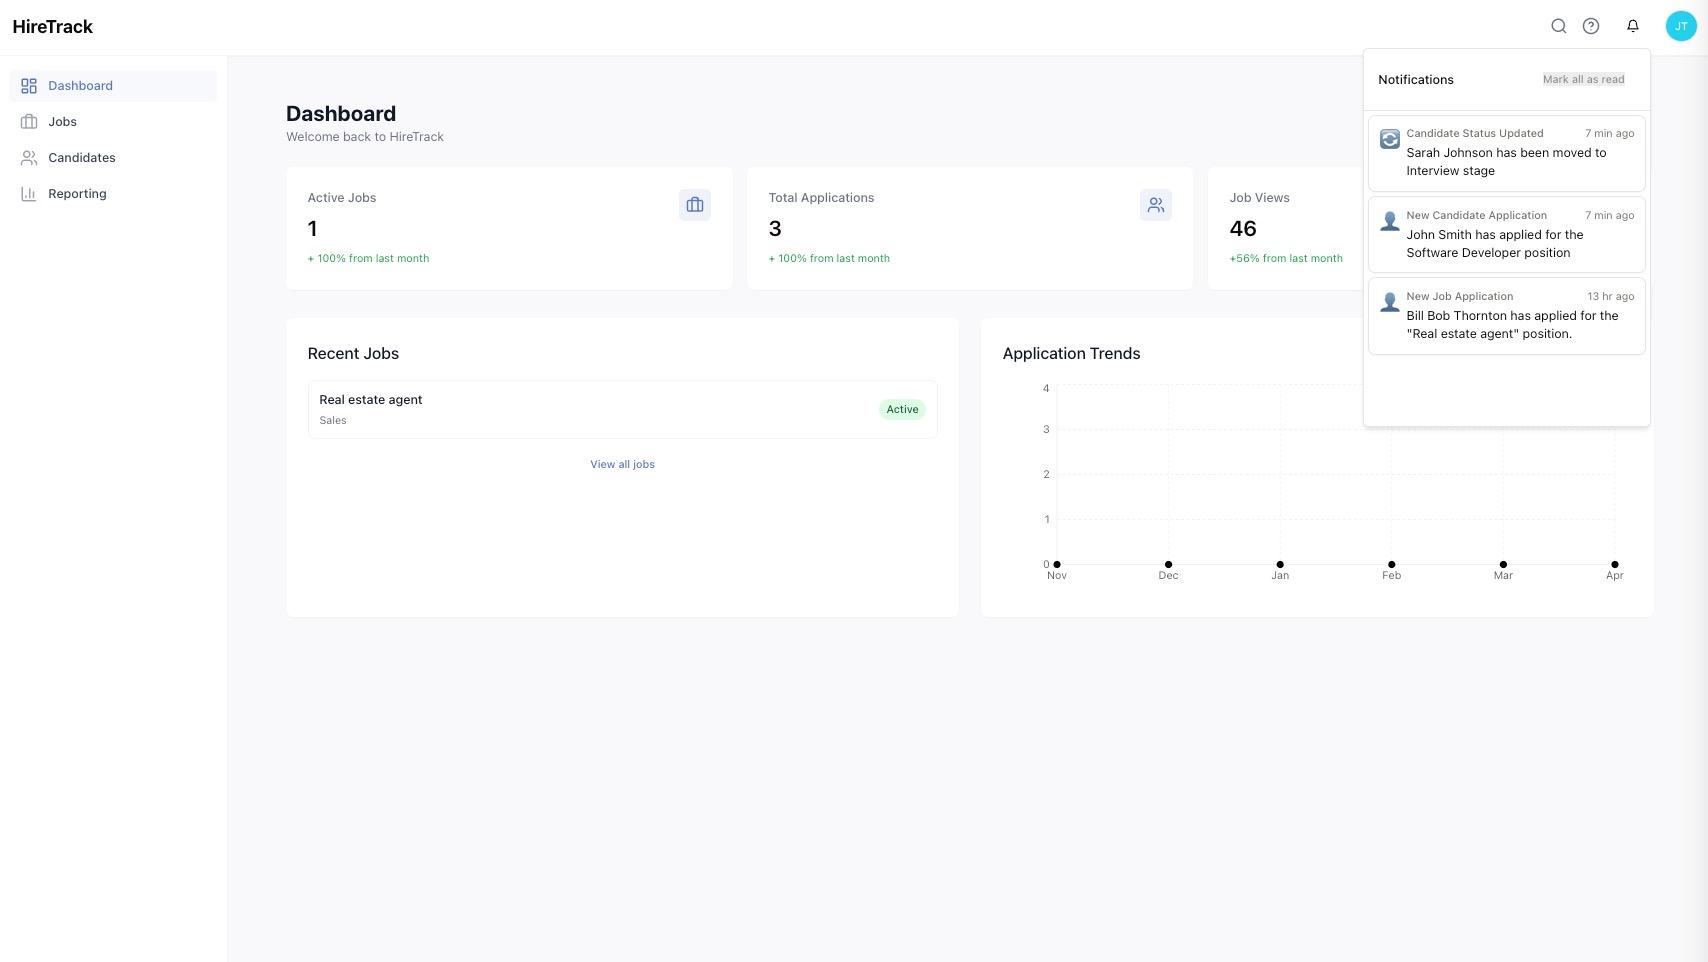 HireTrack
JT
Dashboard
Jobs
Candidates
Reporting
Dashboard
Welcome back to HireTrack
Active Jobs
1
+ 100% from last month
Total Applications
3
+ 100% from last month
Job Views
46
+56% from last month
Recent Jobs
Real estate agent
Sales
Active
View all jobs
Application Trends
4
3
2
1
0
Nov Dec Jan Feb Mar Apr
Notifications Mark all as read
Candidate Status Updated 7 min ago
Sarah Johnson has been moved to
Interview stage
New Candidate Application 7 min ago
John Smith has applied for the
Software Developer position
New Job Application 13 hr ago
Bill Bob Thornton has applied for the
"Real estate agent" position.